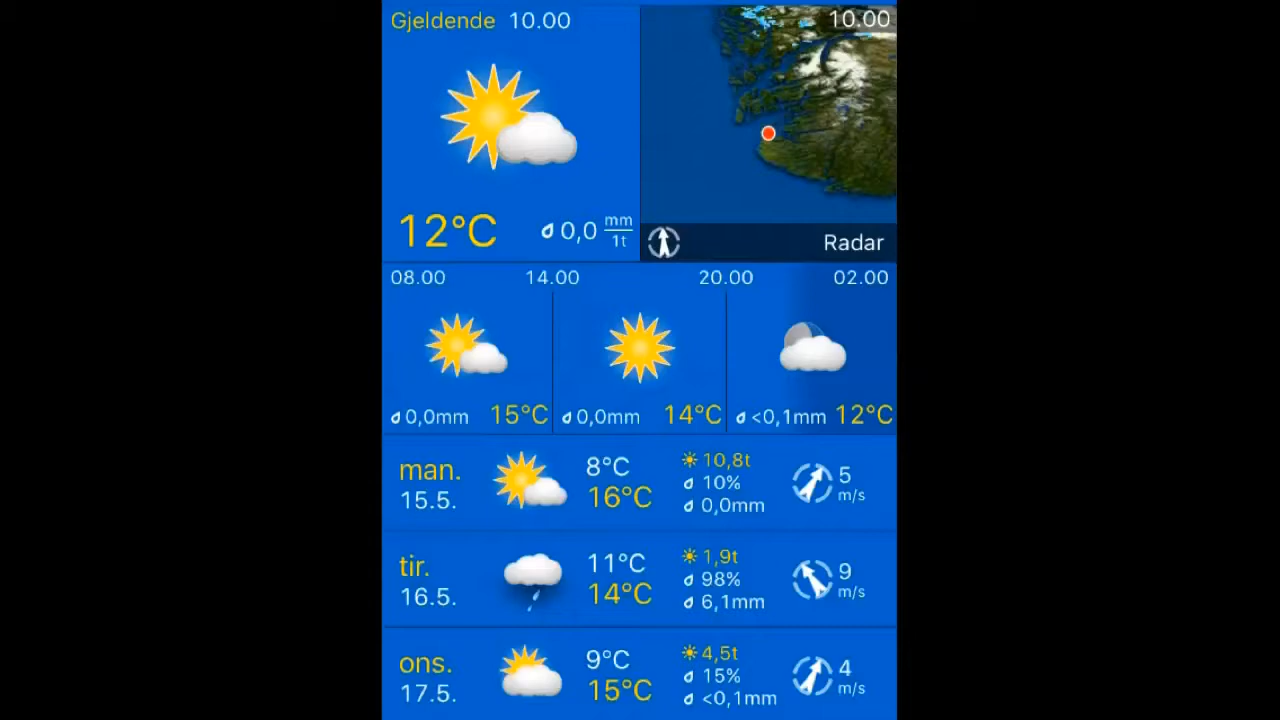 Gjeldende 10.00
10.00
12°C 0,0 mm/1t
Radar
08.00 14.00 20.00 02.00
0,0mm 15°C 0,0mm 14°C <0,1mm 12°C
man. 8°C 10,8t 5
15.5. 16°C 10% m/s
0,0mm
tir. 11°C 1,9t 9
16.5. 14°C 98% m/s
6,1mm
ons. 9°C 4,5t 4
17.5. 15°C 15% m/s
<0,1mm